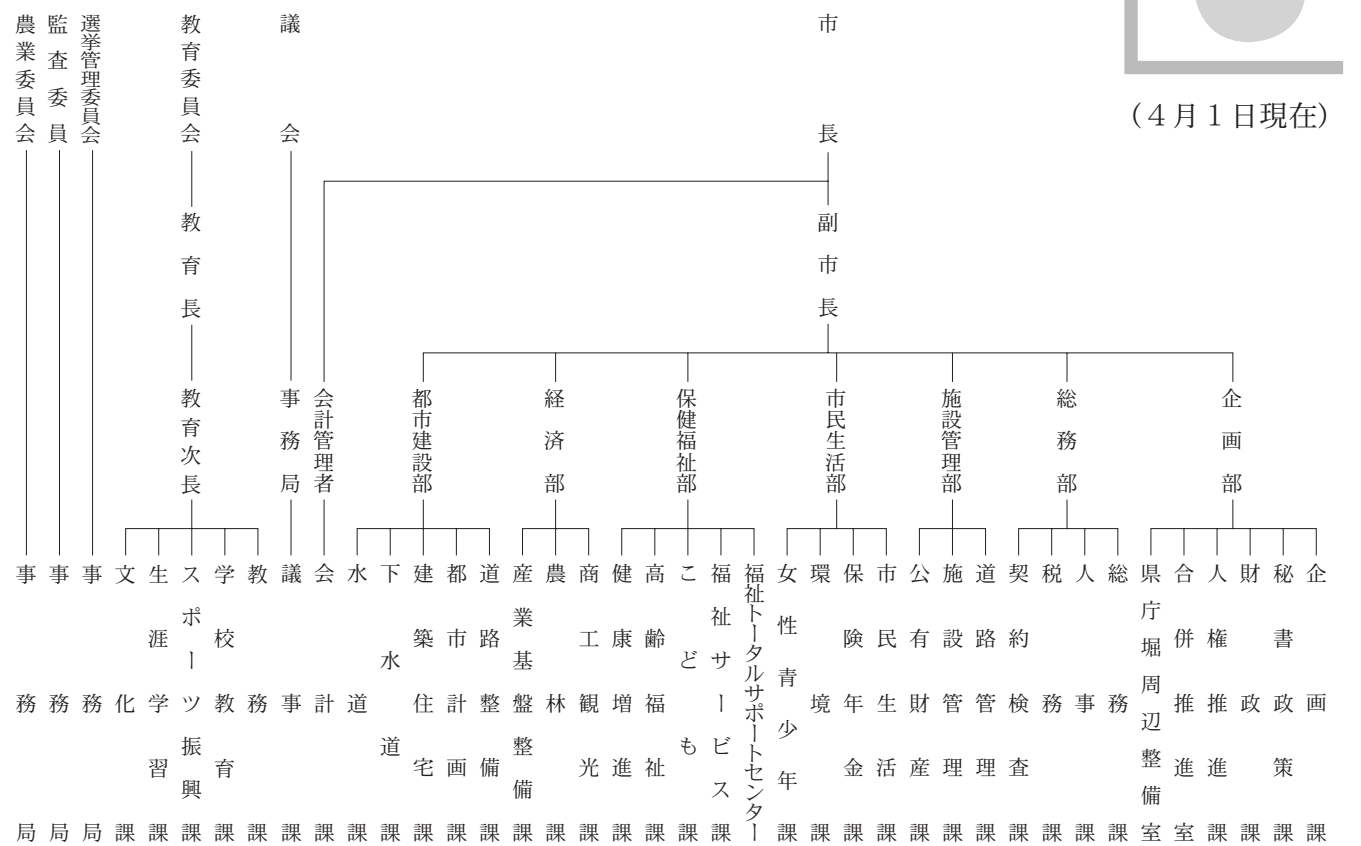 (4月1日現在)
市長
副市長
企画部
総務部
施設管理部
市民生活部
保健福祉部
経済部
都市建設部
会計管理者
企画課
秘書政策課
財政課
人権推進課
合併推進室
県庁堀周辺整備室
総務課
人事課
税務課
契約検査課
道路管理課
施設管理課
公有財産課
市民生活課
保険年金課
環境課
女性青少年課
福祉トータルサポートセンター
福祉サービス課
こども課
高齢福祉課
健康増進課
商工観光課
農林課
産業基盤整備課
道路整備課
都市計画課
建築住宅課
下水道課
水道課
会計課
議会
事務局
議事課
教育委員会
教育長
教育次長
教務課
学校教育課
スポーツ振興課
生涯学習課
文化課
選挙管理委員会
事務局
監査委員
事務局
農業委員会
事務局